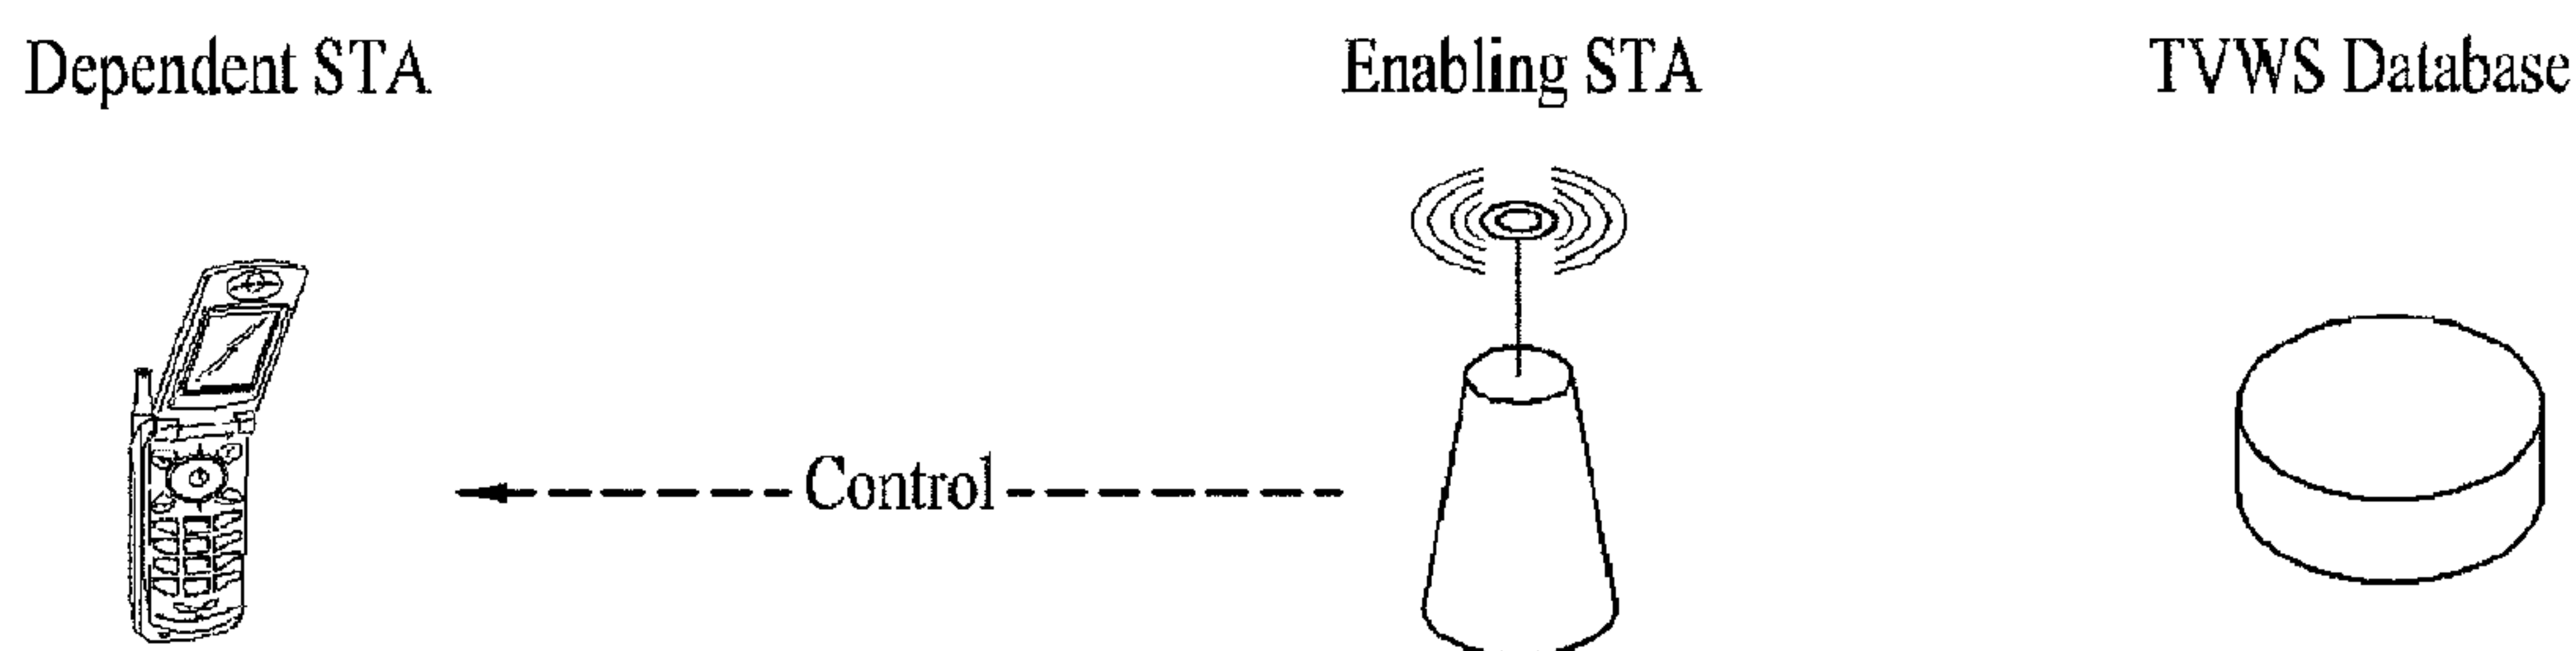 Dependent STA
Enabling STA
TVWS Database
Control